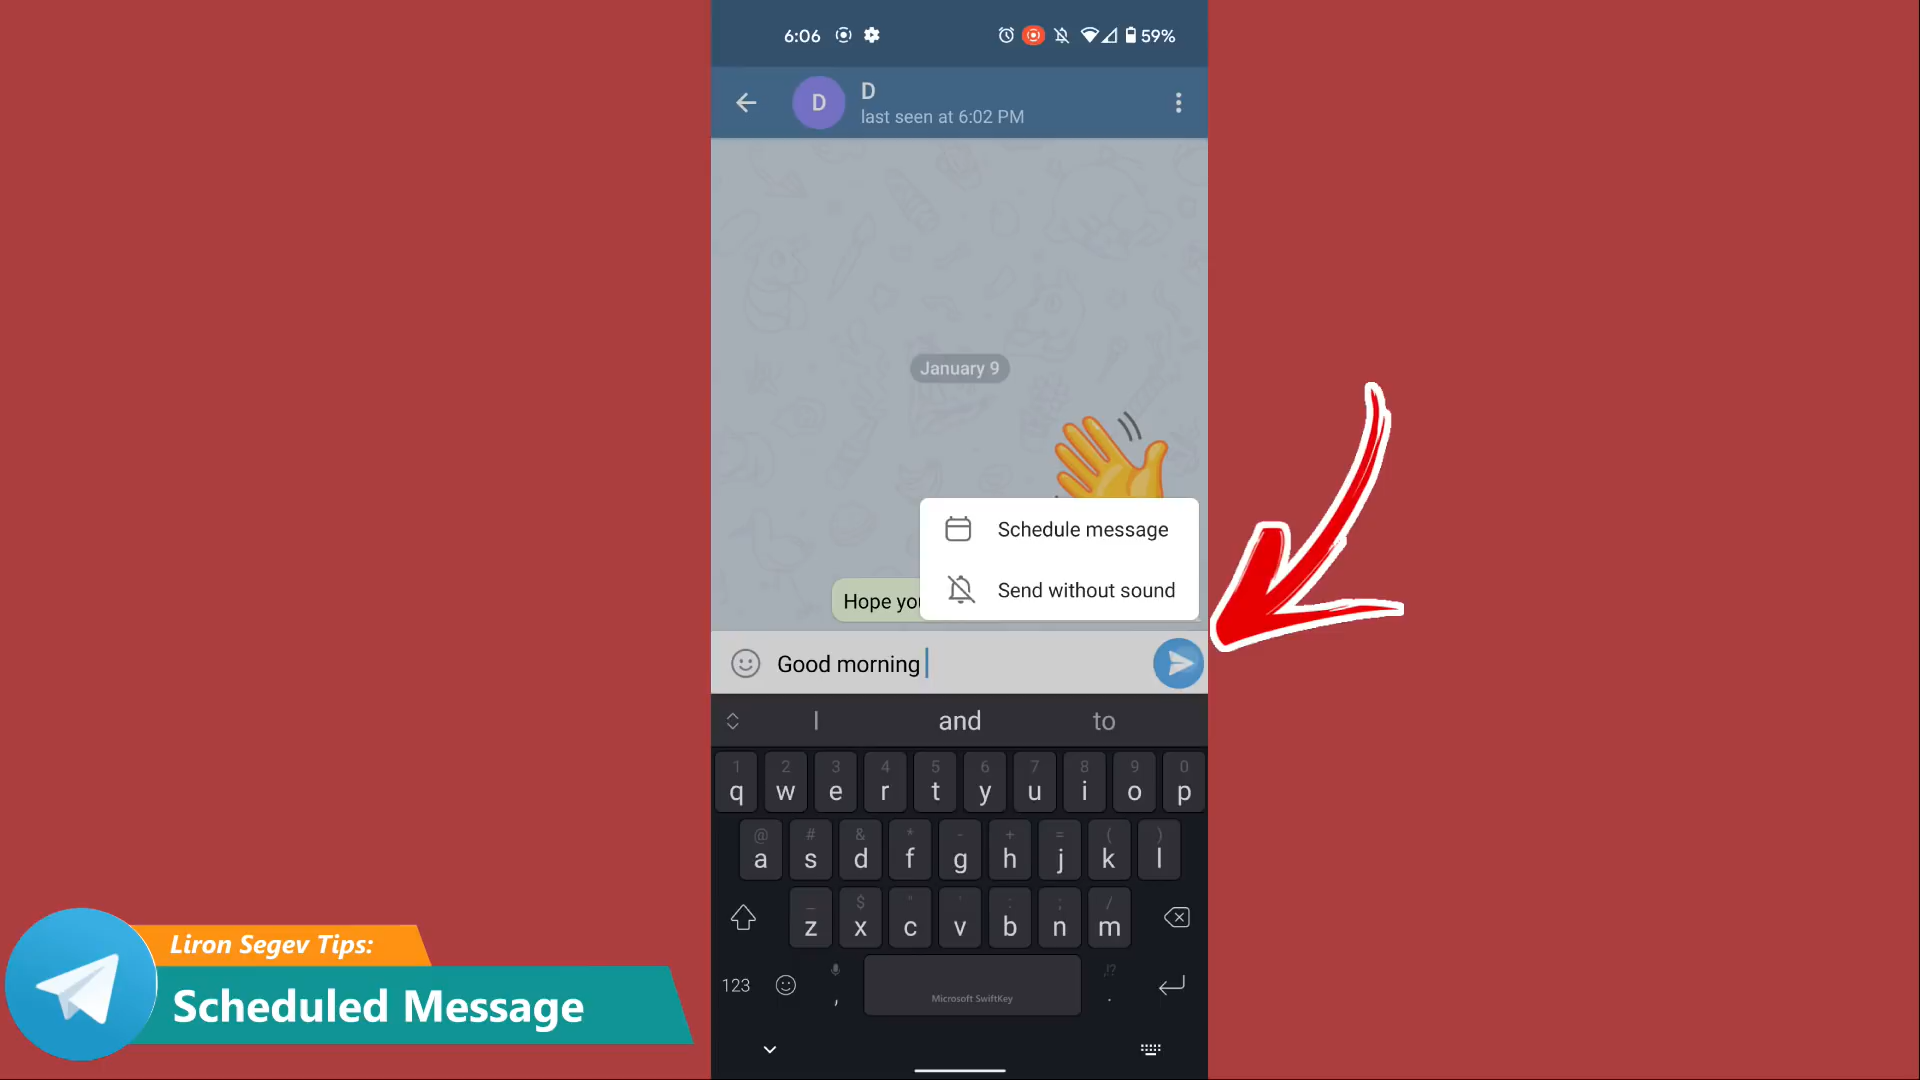 6:06 59%
D D
last seen at 6:02 PM
January 9
Schedule message
Send without sound
Hope you
Good morning
I and to
1 2 3 4 5 6 7 8 9 0
q w e r t y u i o p
@ # & * - + = ( )
a s d f g h j k l
_ $ " ' : ; /
z x c v b n m
123 , Microsoft SwiftKey !? .
Liron Segev Tips:
Scheduled Message